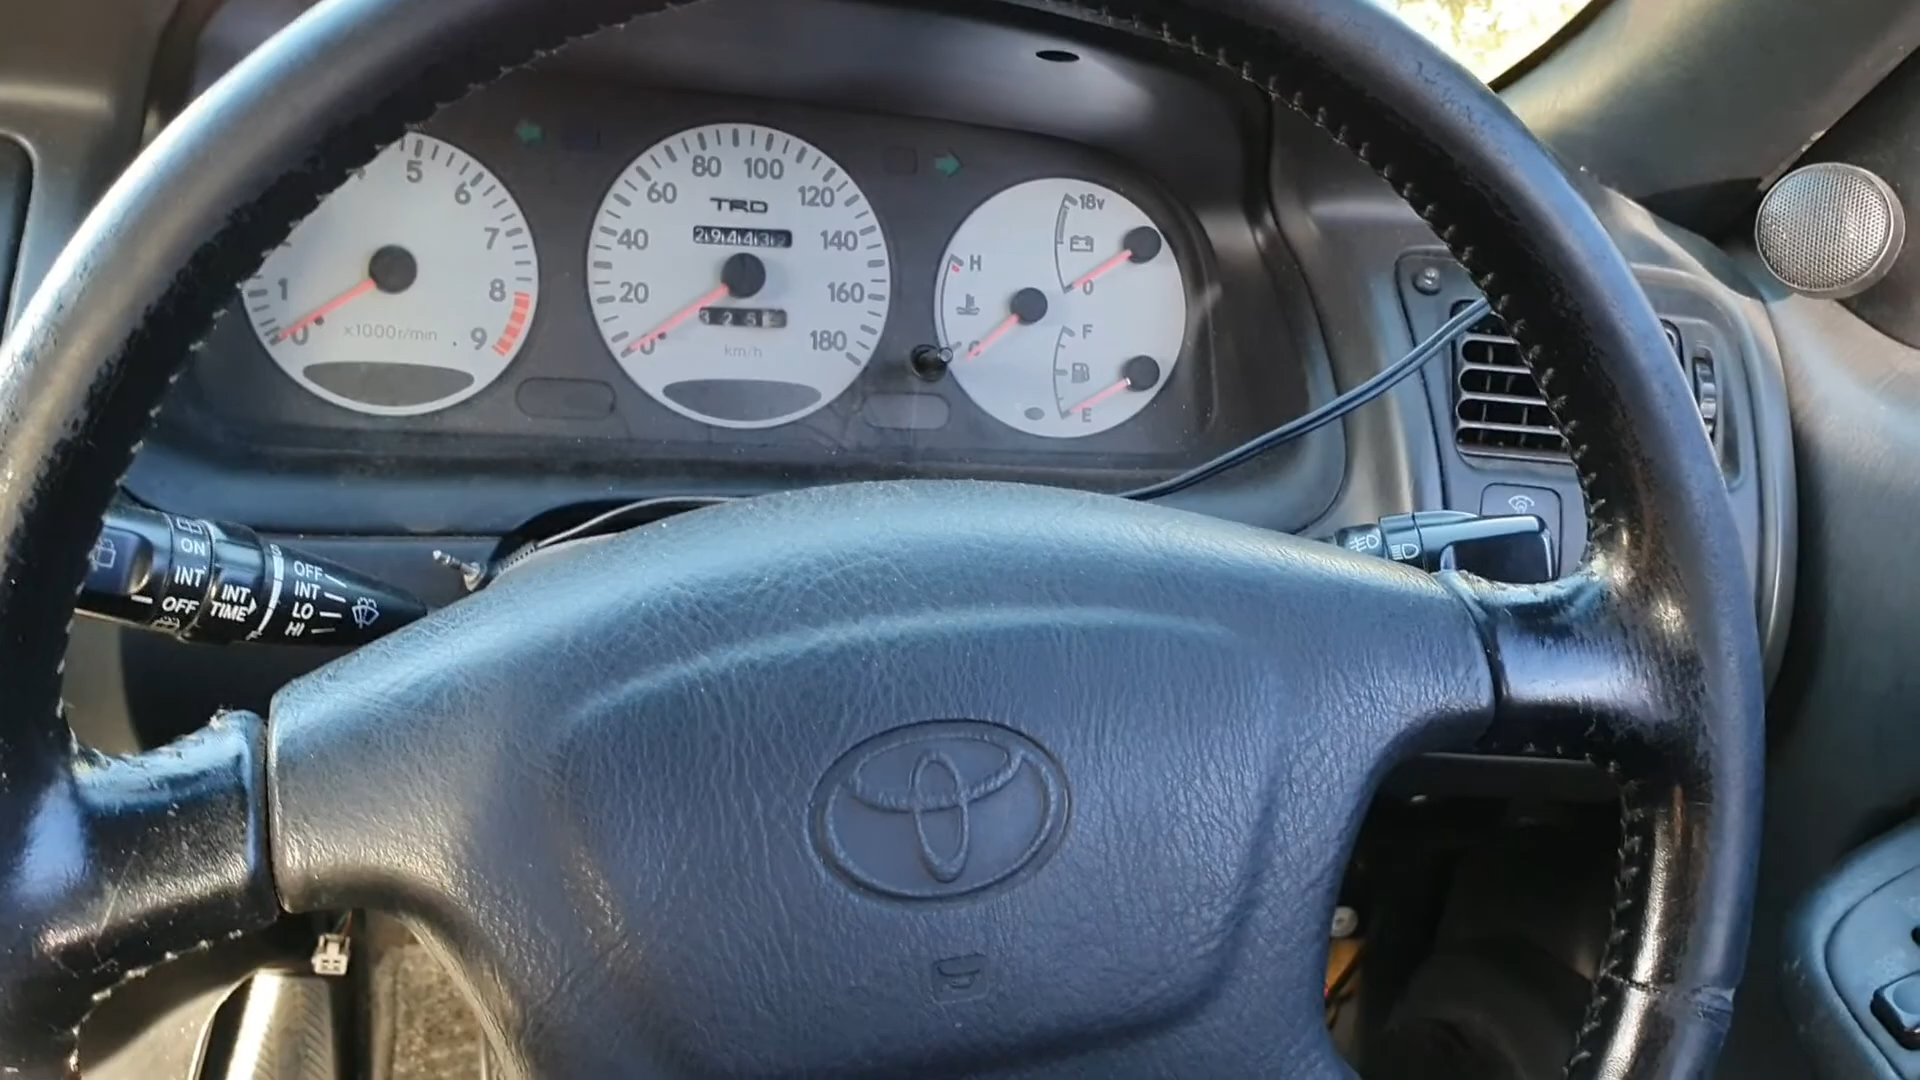 5
6
7
8
9
1
0
x1000r/min
80 100
60
120
TRD
40
140
20
160
0
180
km/h
325
18v
0
H
F
E
ON
INT
OFF
INT
TIME
OFF
INT
LO
HI